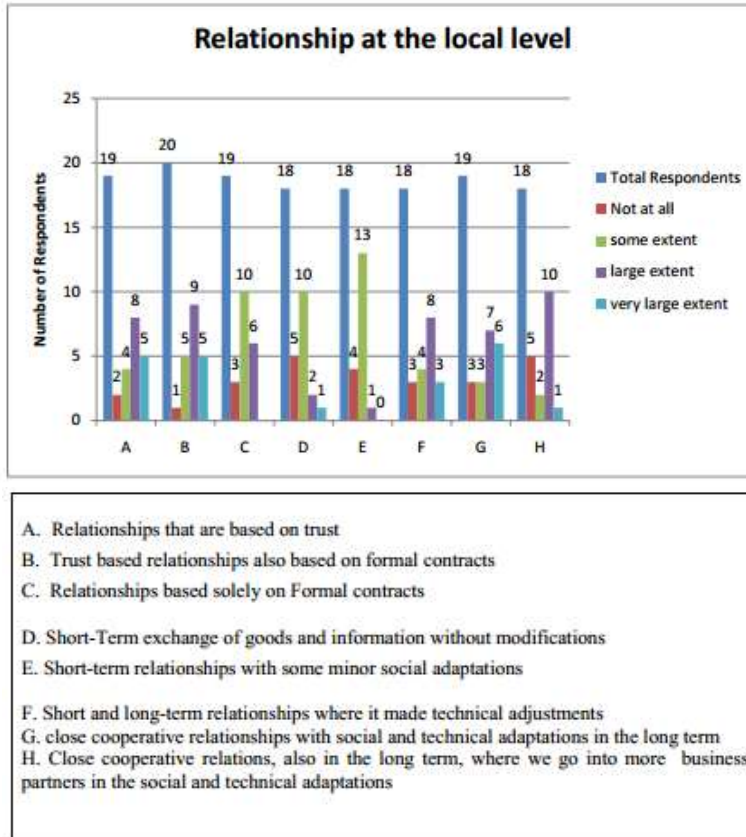 Relationship at the local level
25
20
15
10
5
0
Number of Respondents
19 2 4 8 5
20 1 5 9 5
19 3 10 6
18 5 10 2 1
18 4 13 1 0
18 3 4 8 3
19 3 3 7 6
18 5 2 10 1
A B C D E F G H
Total Respondents
Not at all
some extent
large extent
very large extent
A. Relationships that are based on trust
B. Trust based relationships also based on formal contracts
C. Relationships based solely on Formal contracts
D. Short-Term exchange of goods and information without modifications
E. Short-term relationships with some minor social adaptations
F. Short and long-term relationships where it made technical adjustments
G. close cooperative relationships with social and technical adaptations in the long term
H. Close cooperative relations, also in the long term, where we go into more business
partners in the social and technical adaptations